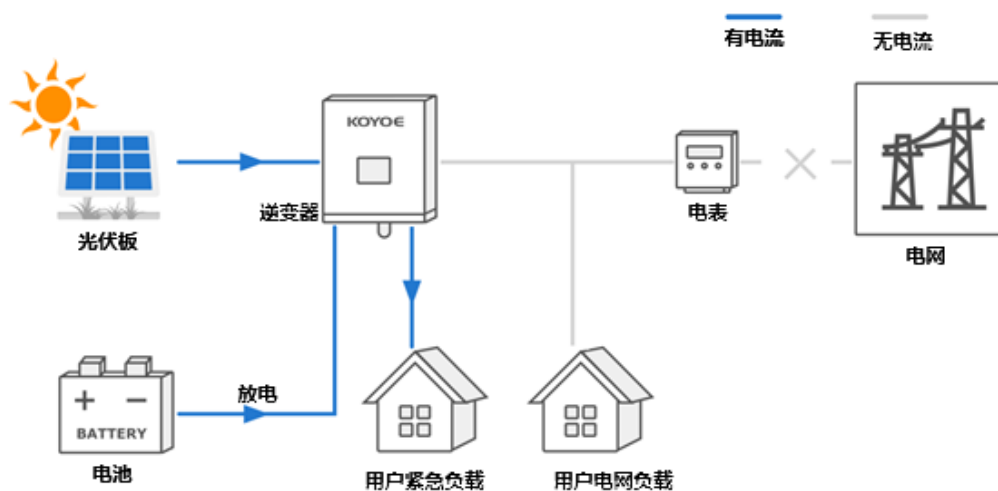 有电流
无电流
KOYOE
逆变器
电表
光伏板
电网
放电
BATTERY
电池
用户紧急负载
用户电网负载